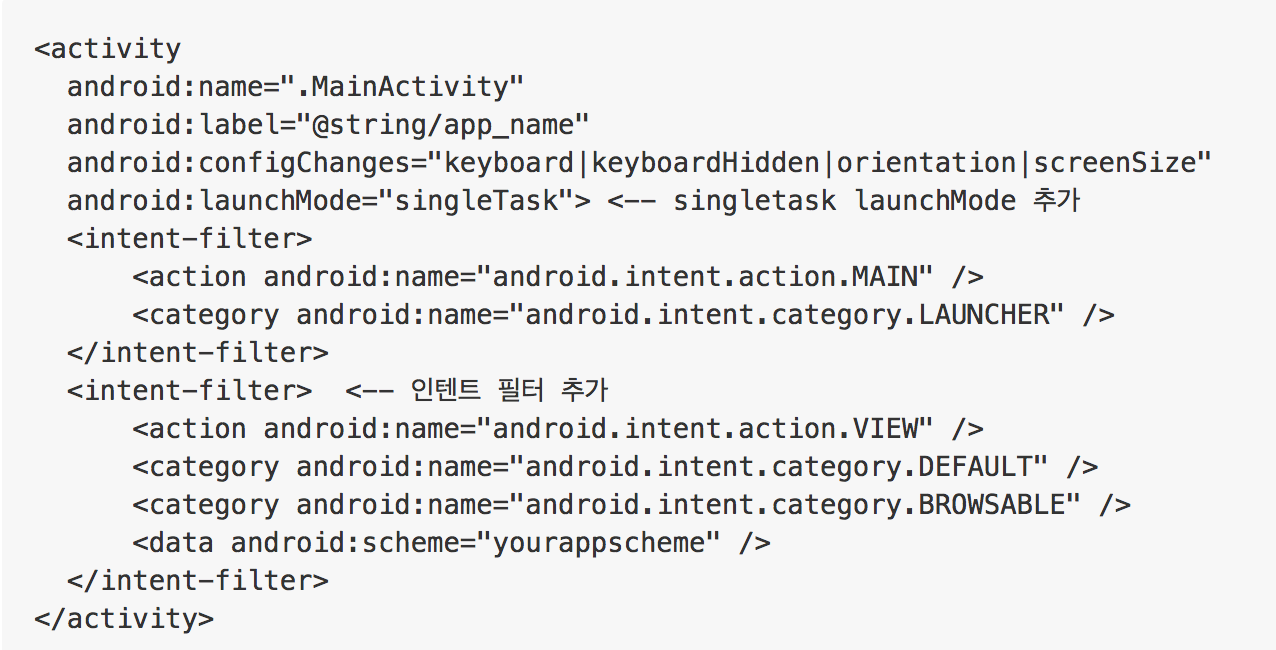 <activity
  android:name=".MainActivity"
  android:label="@string/app_name"
  android:configChanges="keyboard|keyboardHidden|orientation|screenSize"
  android:launchMode="singleTask"> <-- singletask launchMode 추가
  <intent-filter>
      <action android:name="android.intent.action.MAIN" />
      <category android:name="android.intent.category.LAUNCHER" />
  </intent-filter>
  <intent-filter>  <-- 인텐트 필터 추가
      <action android:name="android.intent.action.VIEW" />
      <category android:name="android.intent.category.DEFAULT" />
      <category android:name="android.intent.category.BROWSABLE" />
      <data android:scheme="yourappscheme" />
  </intent-filter>
</activity>